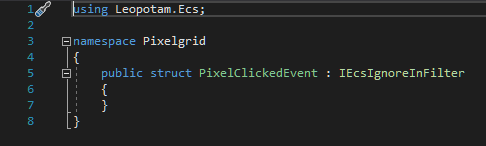 1 using Leopotam.Ecs;
2
3 namespace Pixelgrid
4 {
5 public struct PixelClickedEvent : IEcsIgnoreInFilter
6 {
7 }
8 }